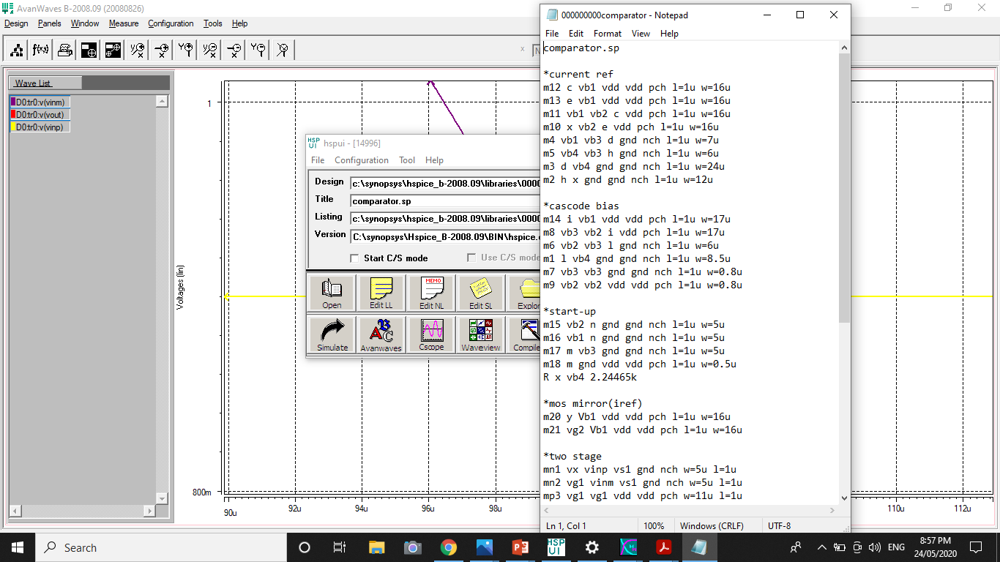 AvanWaves B-2008.09 (20080826)
Design Panels Window Measure Configuration Tools Help
f(x)
Wave List
D0:tr0:v(vinm)
D0:tr0:v(vout)
D0:tr0:v(vinp)
Voltages (lin)
1
800m
90u 92u 94u 96u 98u 110u 112u
hspui - [14996]
File Configuration Tool Help
Design c:\synopsys\hspice_b-2008.09\libraries\0000
Title comparator.sp
Listing c:\synopsys\hspice_b-2008.09\libraries\0000
Version C:\synopsys\Hspice_B-2008.09\BIN\hspice.
Start C/S mode Use C/S mode
Open Edit LL Edit NL Edit SL Explor
MEMO
Simulate Avanwaves Cscope Waveview Compile
000000000comparator - Notepad
File Edit Format View Help
comparator.sp
*current ref
m12 c vb1 vdd vdd pch l=1u w=16u
m13 e vb1 vdd vdd pch l=1u w=16u
m11 vb1 vb2 c vdd pch l=1u w=16u
m10 x vb2 e vdd pch l=1u w=16u
m4 vb1 vb3 d gnd nch l=1u w=7u
m5 vb4 vb3 h gnd nch l=1u w=6u
m3 d vb4 gnd gnd nch l=1u w=24u
m2 h x gnd gnd nch l=1u w=12u
*cascode bias
m14 i vb1 vdd vdd pch l=1u w=17u
m8 vb3 vb2 i vdd pch l=1u w=17u
m6 vb2 vb3 l gnd nch l=1u w=6u
m1 l vb4 gnd gnd nch l=1u w=8.5u
m7 vb3 vb3 gnd gnd nch l=1u w=0.8u
m9 vb2 vb2 vdd vdd pch l=1u w=0.8u
*start-up
m15 vb2 n gnd gnd nch l=1u w=5u
m16 vb1 n gnd gnd nch l=1u w=5u
m17 m vb3 gnd gnd nch l=1u w=5u
m18 m gnd vdd vdd pch l=1u w=0.5u
R x vb4 2.24465k
*mos mirror(iref)
m20 y Vb1 vdd vdd pch l=1u w=16u
m21 vg2 Vb1 vdd vdd pch l=1u w=16u
*two stage
mn1 vx vinp vs1 gnd nch w=5u l=1u
mn2 vg1 vinm vs1 gnd nch w=5u l=1u
mp3 vg1 vg1 vdd vdd pch w=11u l=1u
Ln 1, Col 1 100% Windows (CRLF) UTF-8
Search
HSP UI
ENG
8:57 PM
24/05/2020